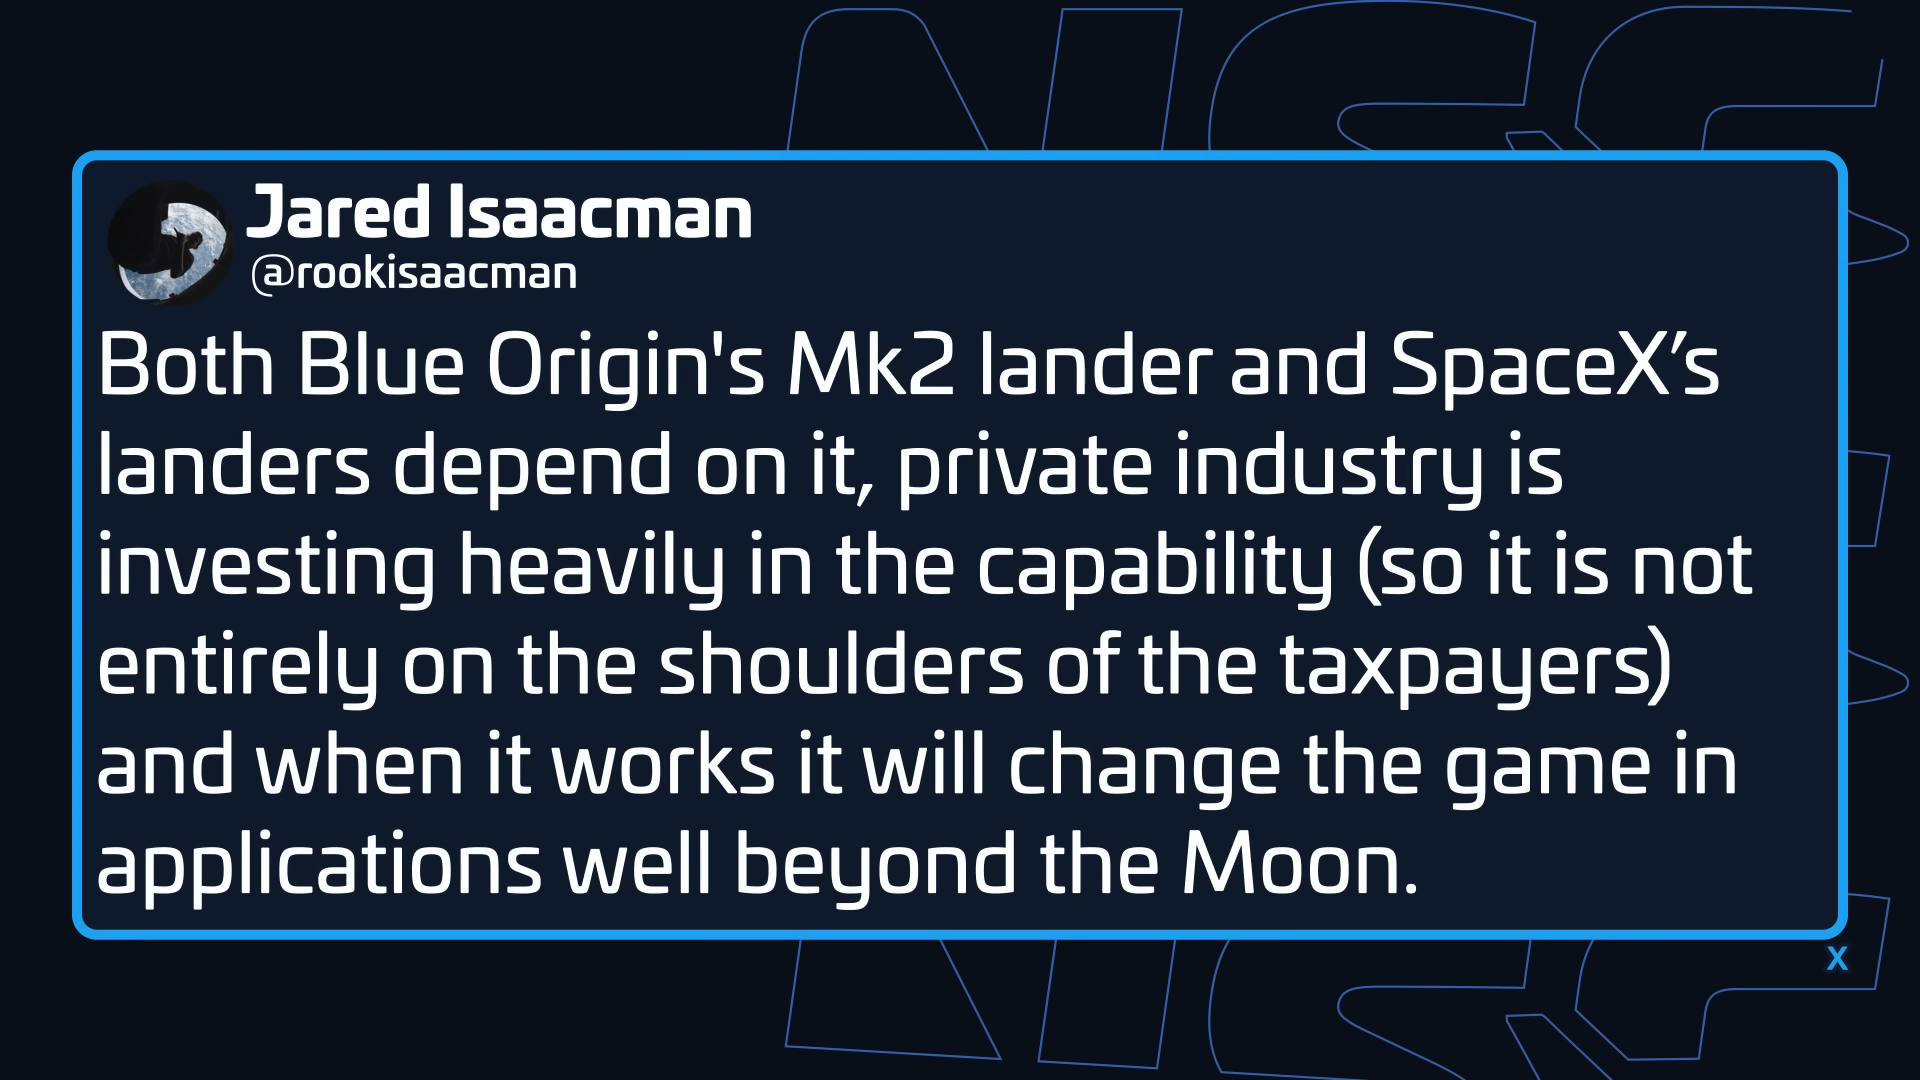 Jared Isaacman
@rookisaacman
Both Blue Origin's Mk2 lander and SpaceX’s
landers depend on it, private industry is
investing heavily in the capability (so it is not
entirely on the shoulders of the taxpayers)
and when it works it will change the game in
applications well beyond the Moon.
X